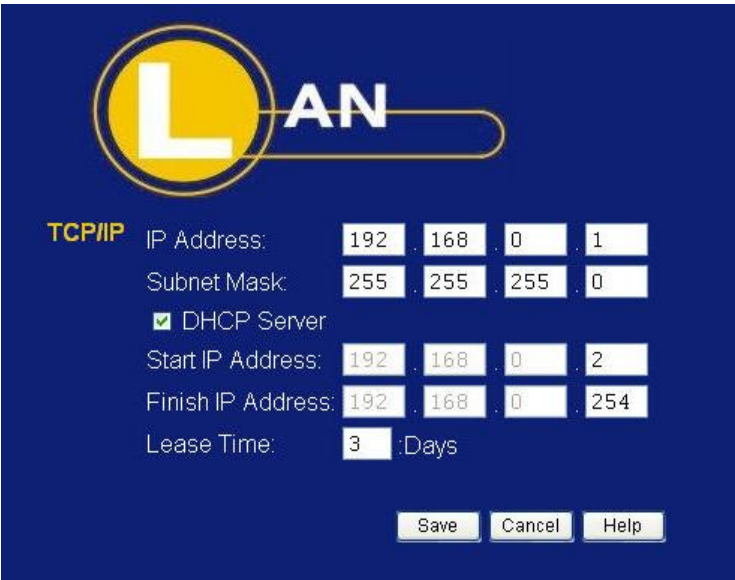 LAN
TCP/IP IP Address: 192 . 168 . 0 . 1
Subnet Mask: 255 . 255 . 255 . 0
DHCP Server
Start IP Address: 192 . 168 . 0 . 2
Finish IP Address: 192 . 168 . 0 . 254
Lease Time: 3 :Days
Save Cancel Help